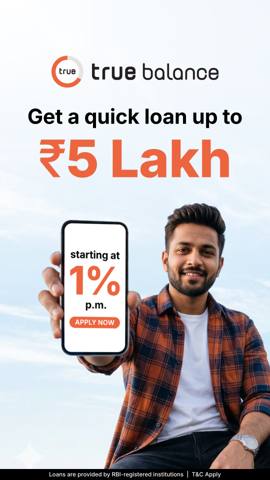 true
true balance
Get a quick loan up to
₹5 Lakh
starting at
1%
p.m.
APPLY NOW
Loans are provided by RBI-registered institutions | T&C Apply